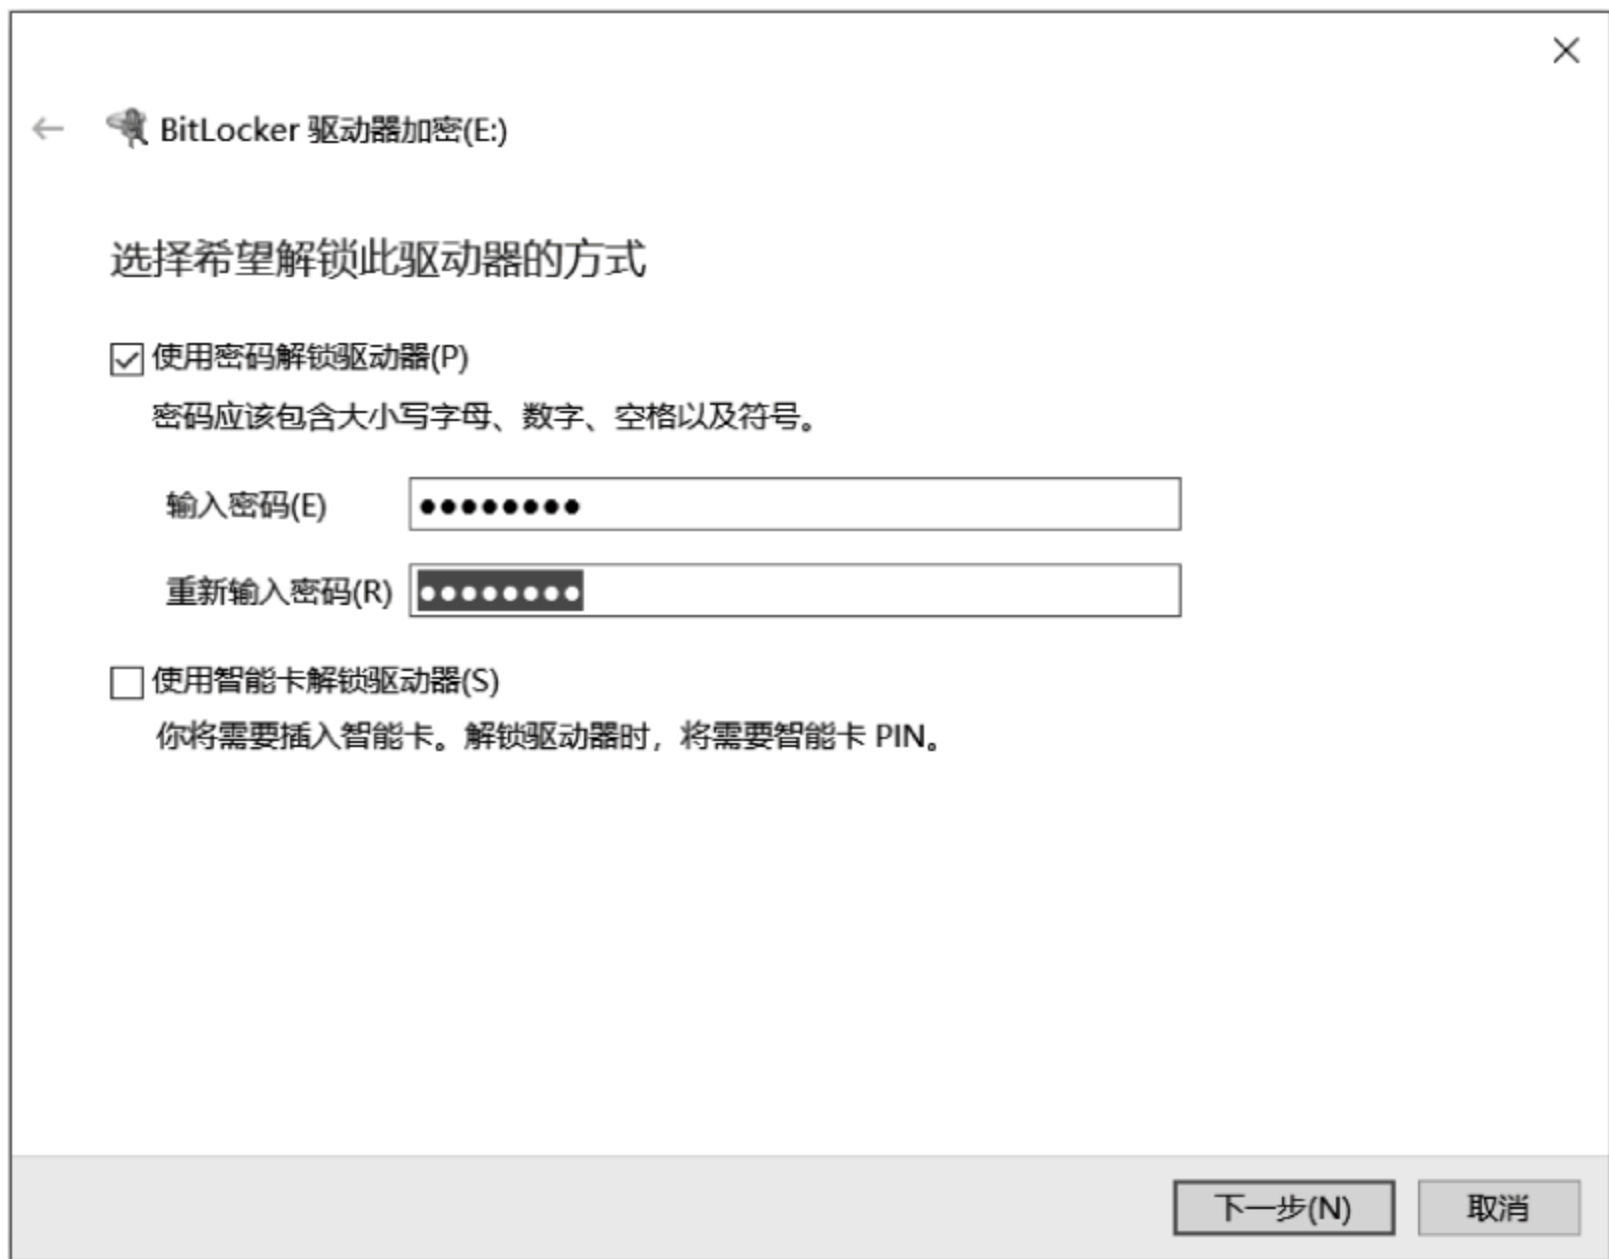 BitLocker 驱动器加密(E:)
选择希望解锁此驱动器的方式
使用密码解锁驱动器(P)
密码应该包含大小写字母、数字、空格以及符号。
输入密码(E) ●●●●●●●●
重新输入密码(R) ●●●●●●●●
使用智能卡解锁驱动器(S)
你将需要插入智能卡。解锁驱动器时，将需要智能卡 PIN。
下一步(N) 取消